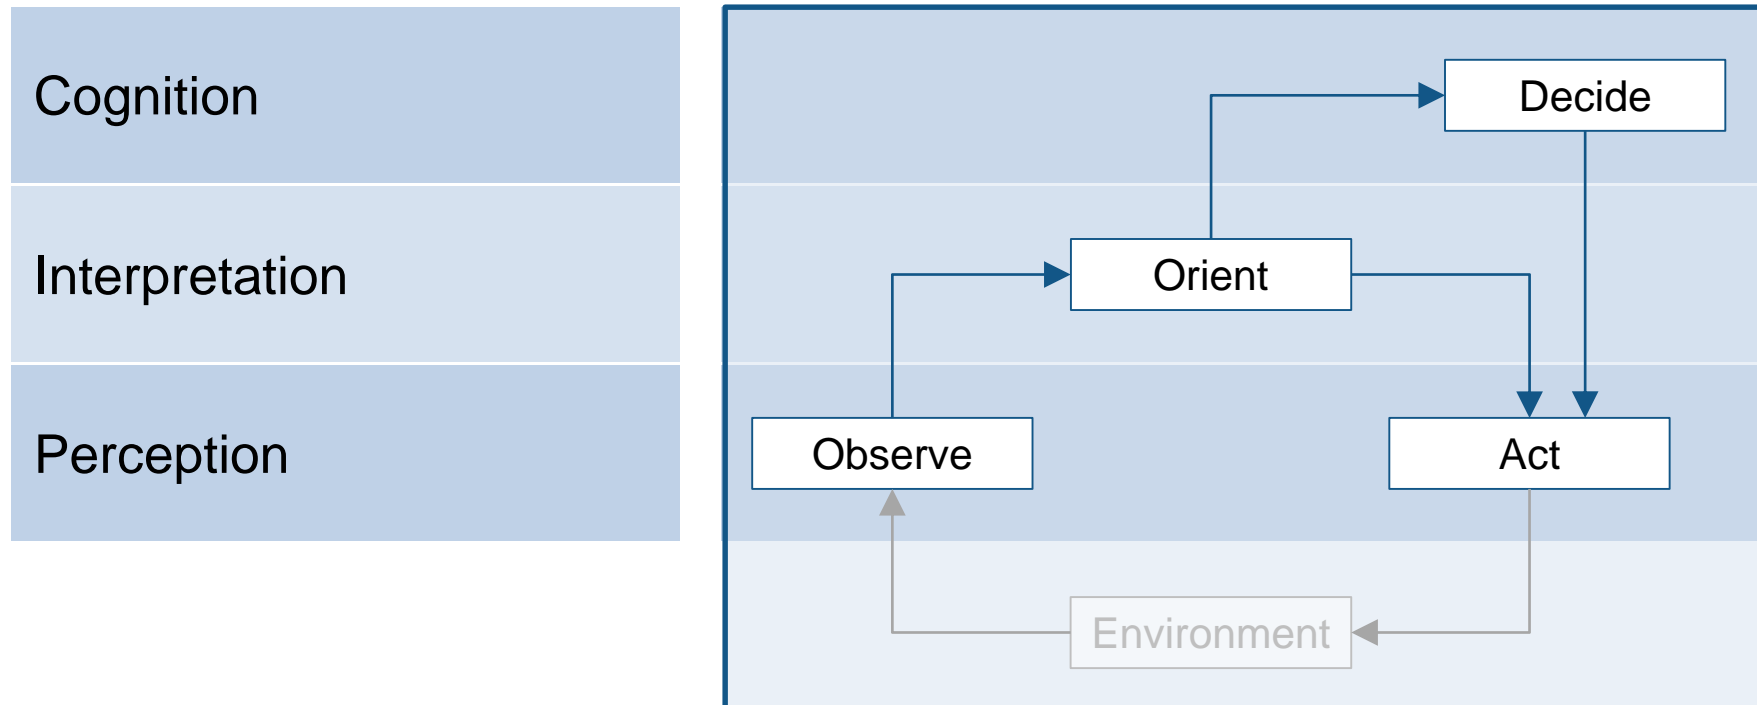 Cognition
Decide
Interpretation
Orient
Perception
Observe
Act
Environment